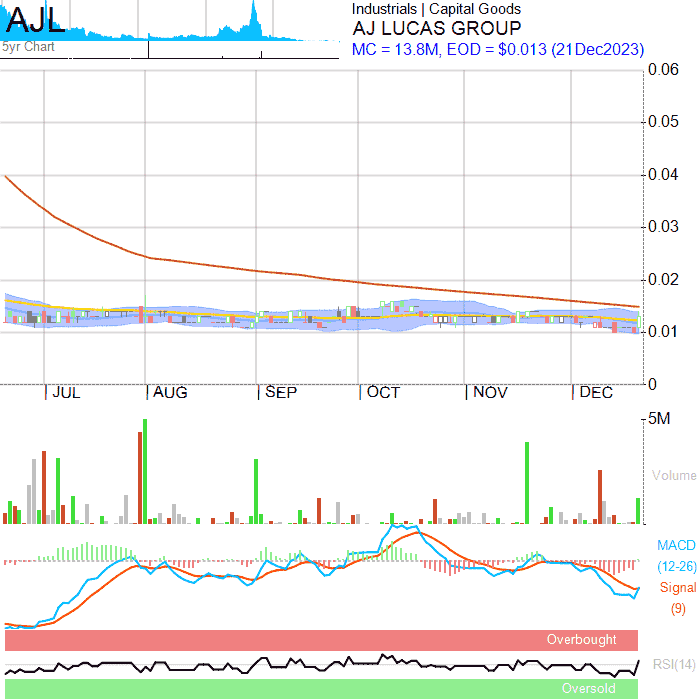 AJL
5yr Chart
Industrials | Capital Goods
AJ LUCAS GROUP
MC = 13.8M, EOD = $0.013 (21Dec2023)
0.06
0.05
0.04
0.03
0.02
0.01
0
JUL AUG SEP OCT NOV DEC
5M
Volume
MACD
(12-26)
Signal
(9)
Overbought
RSI(14)
Oversold